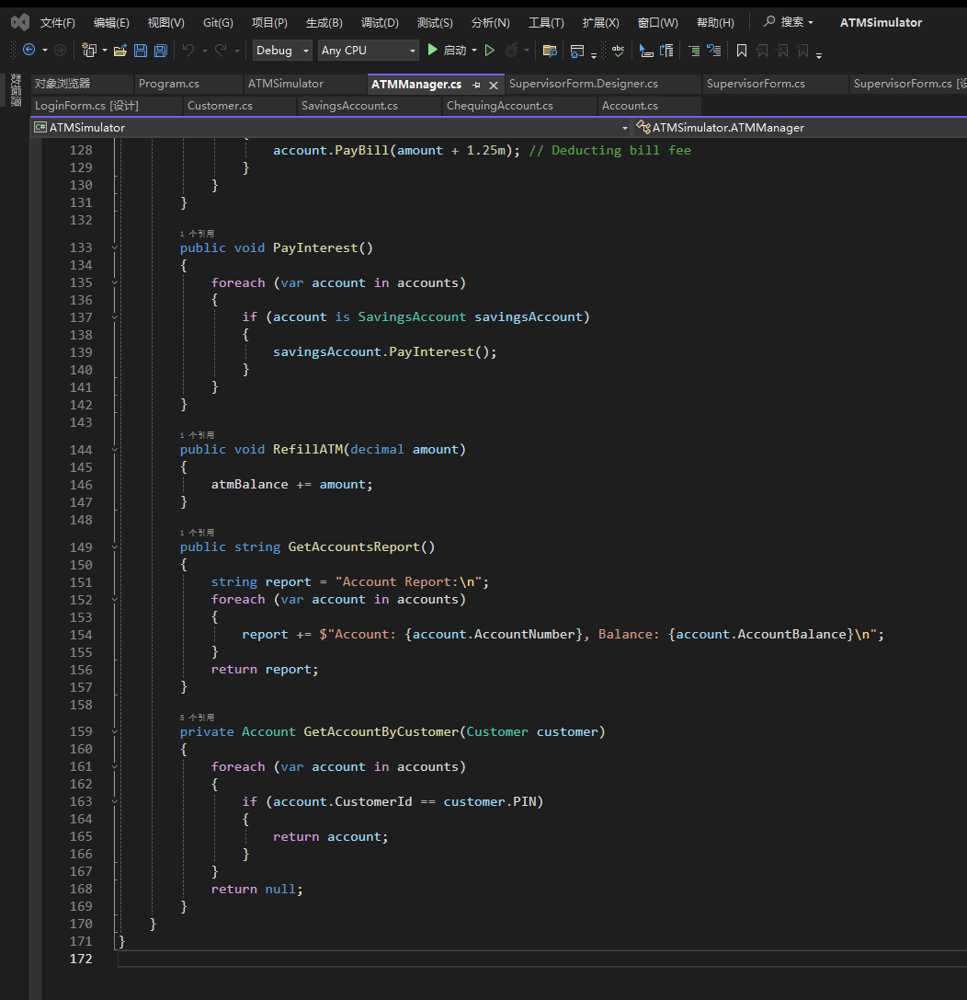 文件(F) 编辑(E) 视图(V) Git(G) 项目(P) 生成(B) 调试(D) 测试(S) 分析(N) 工具(T) 扩展(X) 窗口(W) 帮助(H) 搜索 ATMSimulator
Debug Any CPU 启动
数据源
对象浏览器 Program.cs ATMSimulator ATMManager.cs SupervisorForm.Designer.cs SupervisorForm.cs SupervisorForm.cs [设
LoginForm.cs [设计] Customer.cs SavingsAccount.cs ChequingAccount.cs Account.cs
C# ATMSimulator ATMSimulator.ATMManager
128 account.PayBill(amount + 1.25m); // Deducting bill fee
129 }
130 }
131 }
132
1 个引用
133 public void PayInterest()
134 {
135 foreach (var account in accounts)
136 {
137 if (account is SavingsAccount savingsAccount)
138 {
139 savingsAccount.PayInterest();
140 }
141 }
142 }
143
1 个引用
144 public void RefillATM(decimal amount)
145 {
146 atmBalance += amount;
147 }
148
1 个引用
149 public string GetAccountsReport()
150 {
151 string report = "Account Report:\n";
152 foreach (var account in accounts)
153 {
154 report += $"Account: {account.AccountNumber}, Balance: {account.AccountBalance}\n";
155 }
156 return report;
157 }
158
5 个引用
159 private Account GetAccountByCustomer(Customer customer)
160 {
161 foreach (var account in accounts)
162 {
163 if (account.CustomerId == customer.PIN)
164 {
165 return account;
166 }
167 }
168 return null;
169 }
170 }
171 }
172